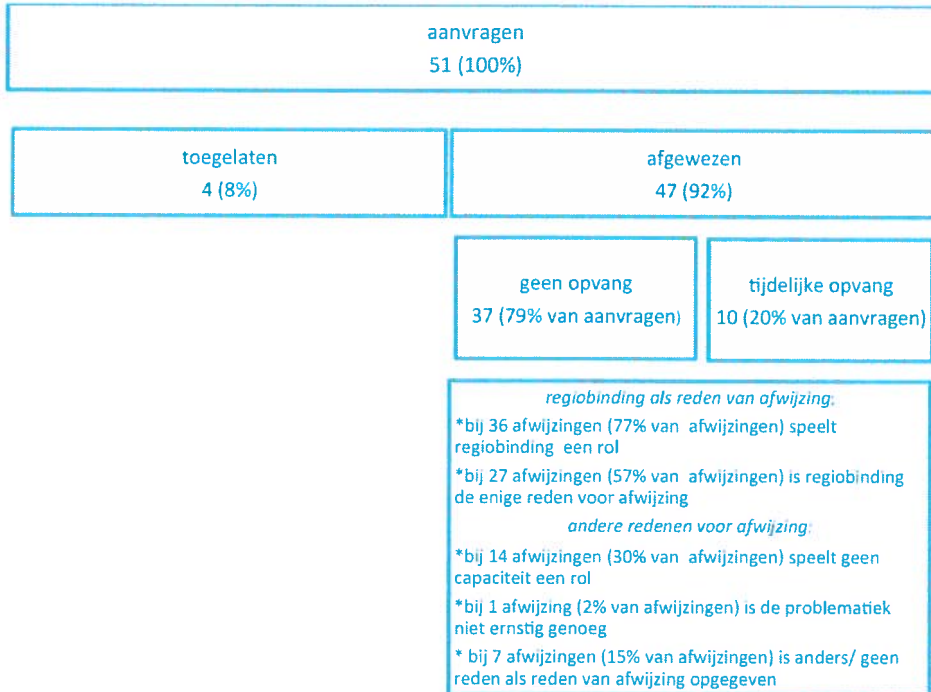 aanvragen
51 (100%)
toegelaten
4 (8%)
afgewezen
47 (92%)
geen opvang
37 (79% van aanvragen)
tijdelijke opvang
10 (20% van aanvragen)
regiobinding als reden van afwijzing:
*bij 36 afwijzingen (77% van afwijzingen) speelt
regiobinding een rol
*bij 27 afwijzingen (57% van afwijzingen) is regiobinding
de enige reden voor afwijzing
andere redenen voor afwijzing:
*bij 14 afwijzingen (30% van afwijzingen) speelt geen
capaciteit een rol
*bij 1 afwijzing (2% van afwijzingen) is de problematiek
niet ernstig genoeg
* bij 7 afwijzingen (15% van afwijzingen) is anders/ geen
reden als reden van afwijzing opgegeven